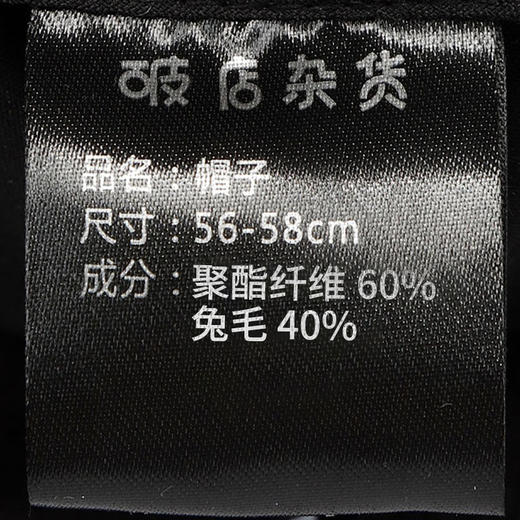 破店杂货
品名：帽子
尺寸：56-58cm
成分：聚酯纤维 60%
兔毛 40%